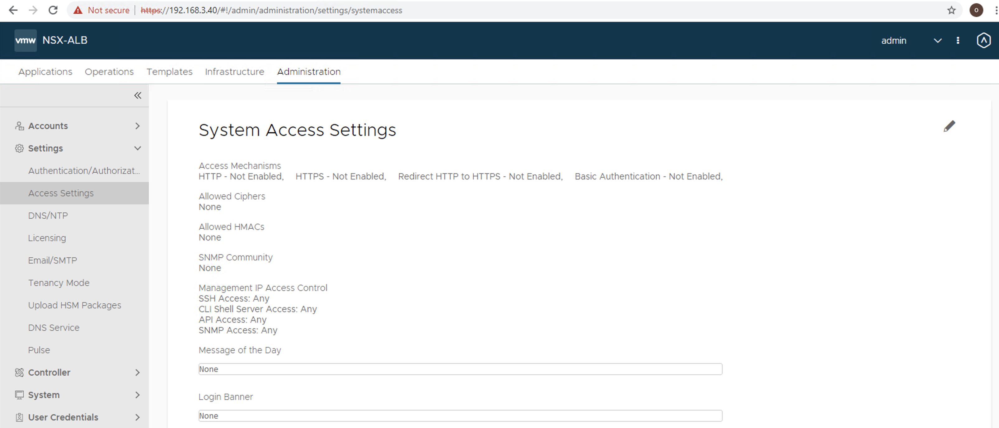 Not secure | https://192.168.3.40/#!/admin/administration/settings/systemaccess
O
vmw NSX-ALB
admin
Applications Operations Templates Infrastructure Administration
Accounts
Settings
Authentication/Authorizat...
Access Settings
DNS/NTP
Licensing
Email/SMTP
Tenancy Mode
Upload HSM Packages
DNS Service
Pulse
Controller
System
User Credentials
System Access Settings
Access Mechanisms
HTTP - Not Enabled, HTTPS - Not Enabled, Redirect HTTP to HTTPS - Not Enabled, Basic Authentication - Not Enabled,
Allowed Ciphers
None
Allowed HMACs
None
SNMP Community
None
Management IP Access Control
SSH Access: Any
CLI Shell Server Access: Any
API Access: Any
SNMP Access: Any
Message of the Day
None
Login Banner
None